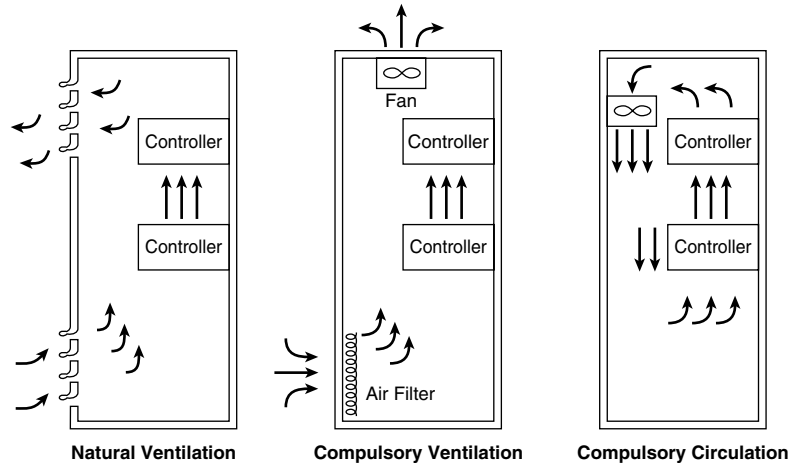 Fan
Controller
Controller
Controller
Controller
Controller
Controller
Air Filter
Natural Ventilation
Compulsory Ventilation
Compulsory Circulation